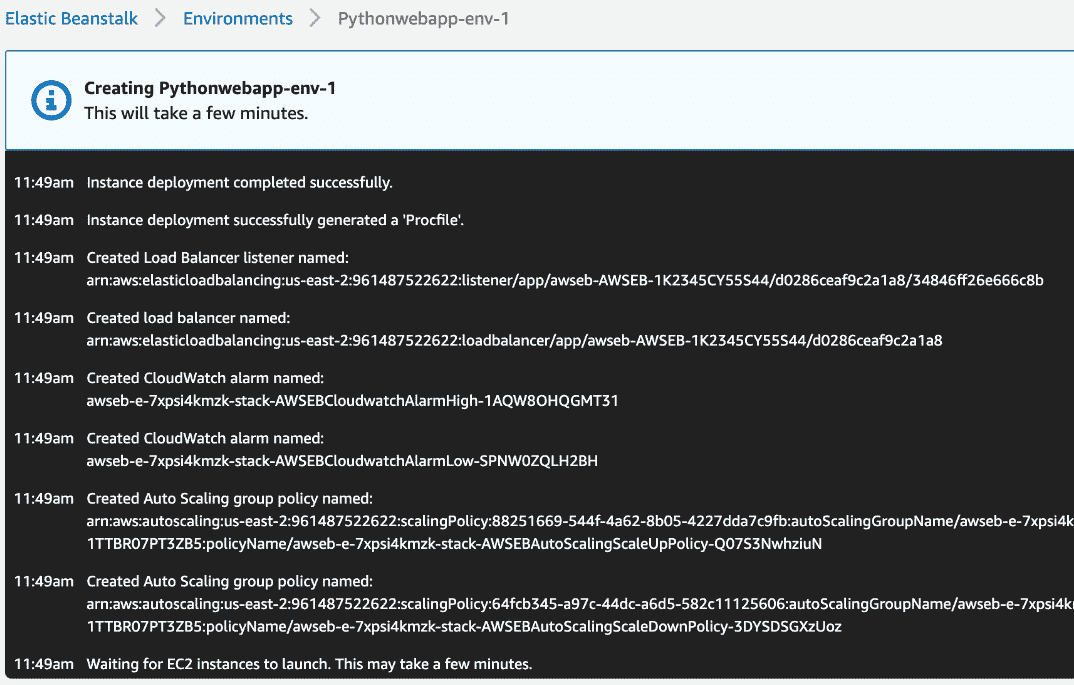 Elastic Beanstalk > Environments > Pythonwebapp-env-1
Creating Pythonwebapp-env-1
This will take a few minutes.
11:49am Instance deployment completed successfully.
11:49am Instance deployment successfully generated a 'Procfile'.
11:49am Created Load Balancer listener named:
arn:aws:elasticloadbalancing:us-east-2:961487522622:listener/app/awseb-AWSEB-1K2345CY55S44/d0286ceaf9c2a1a8/34846ff26e666c8b
11:49am Created load balancer named:
arn:aws:elasticloadbalancing:us-east-2:961487522622:loadbalancer/app/awseb-AWSEB-1K2345CY55S44/d0286ceaf9c2a1a8
11:49am Created CloudWatch alarm named:
awseb-e-7xpsi4kmzk-stack-AWSEBCloudwatchAlarmHigh-1AQW8OHQGMT31
11:49am Created CloudWatch alarm named:
awseb-e-7xpsi4kmzk-stack-AWSEBCloudwatchAlarmLow-SPNW0ZQLH2BH
11:49am Created Auto Scaling group policy named:
arn:aws:autoscaling:us-east-2:961487522622:scalingPolicy:88251669-544f-4a62-8b05-4227dda7c9fb:autoScalingGroupName/awseb-e-7xpsi4k
1TTBR07PT3ZB5:policyName/awseb-e-7xpsi4kmzk-stack-AWSEBAutoScalingScaleUpPolicy-Q07S3NwhziuN
11:49am Created Auto Scaling group policy named:
arn:aws:autoscaling:us-east-2:961487522622:scalingPolicy:64fcb345-a97c-44dc-a6d5-582c11125606:autoScalingGroupName/awseb-e-7xpsi4k
1TTBR07PT3ZB5:policyName/awseb-e-7xpsi4kmzk-stack-AWSEBAutoScalingScaleDownPolicy-3DYSDSGXzUoz
11:49am Waiting for EC2 instances to launch. This may take a few minutes.